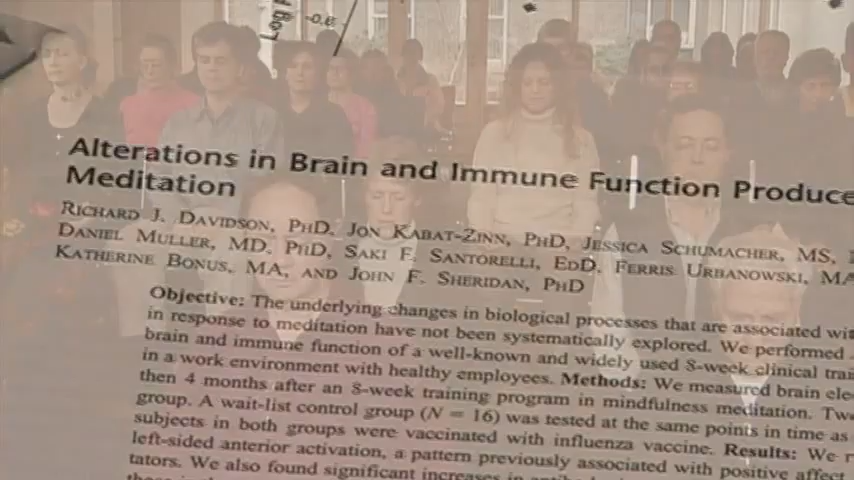 -0.6
Log
Alterations in Brain and Immune Function Produce
Meditation
RICHARD J. DAVIDSON, PHD, JON KABAT-ZINN, PHD, JESSICA SCHUMACHER, MS,
DANIEL MULLER, MD, PHD, SAKI F. SANTORELLI, EDD, FERRIS URBANOWSKI, MA
KATHERINE BONUS, MA, AND JOHN F. SHERIDAN, PHD
Objective: The underlying changes in biological processes that are associated wit
in response to meditation have not been systematically explored. We performed
brain and immune function of a well-known and widely used 8-week clinical trai
in a work environment with healthy employees. Methods: We measured brain elec
then 4 months after an 8-week training program in mindfulness meditation. Twe
group. A wait-list control group (N = 16) was tested at the same points in time as
subjects in both groups were vaccinated with influenza vaccine. Results: We r
left-sided anterior activation, a pattern previously associated with positive affect
tators. We also found significant increases in